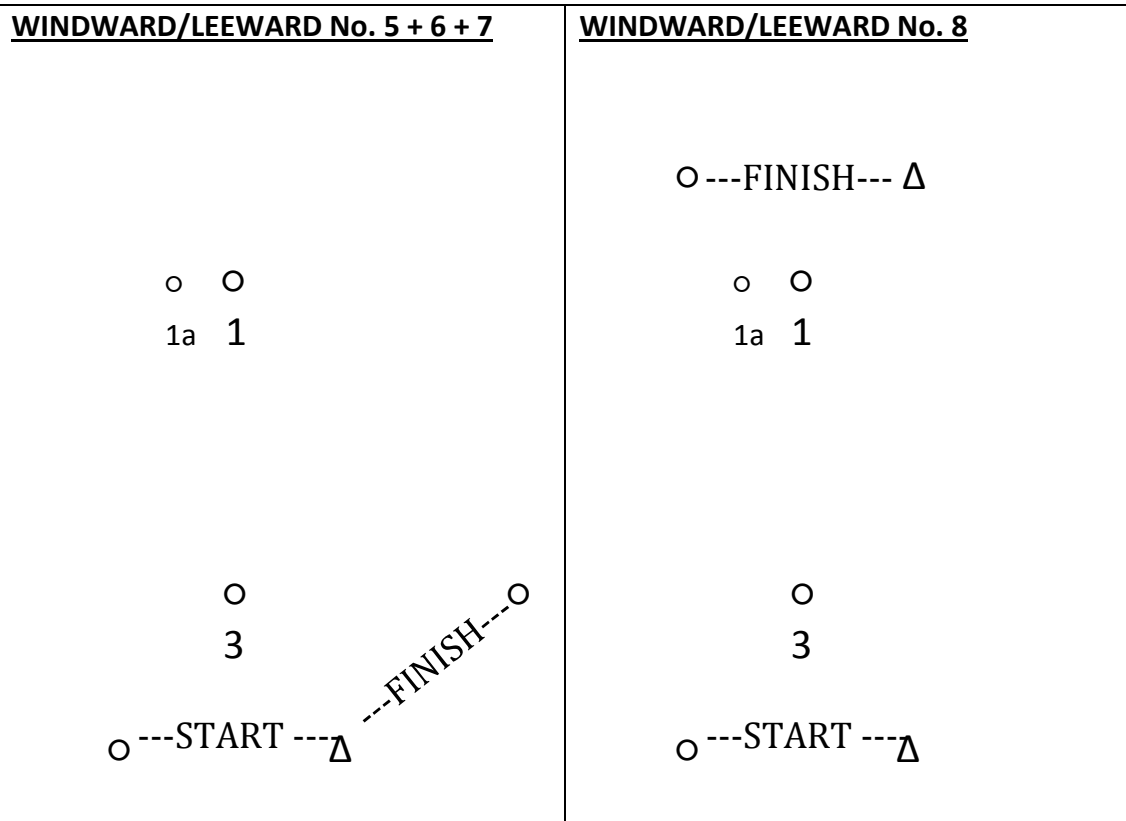 WINDWARD/LEEWARD No. 5 + 6 + 7
1a 1
3
---FINISH---
---START ----Δ
WINDWARD/LEEWARD No. 8
---FINISH--- Δ
1a 1
3
---START ----Δ